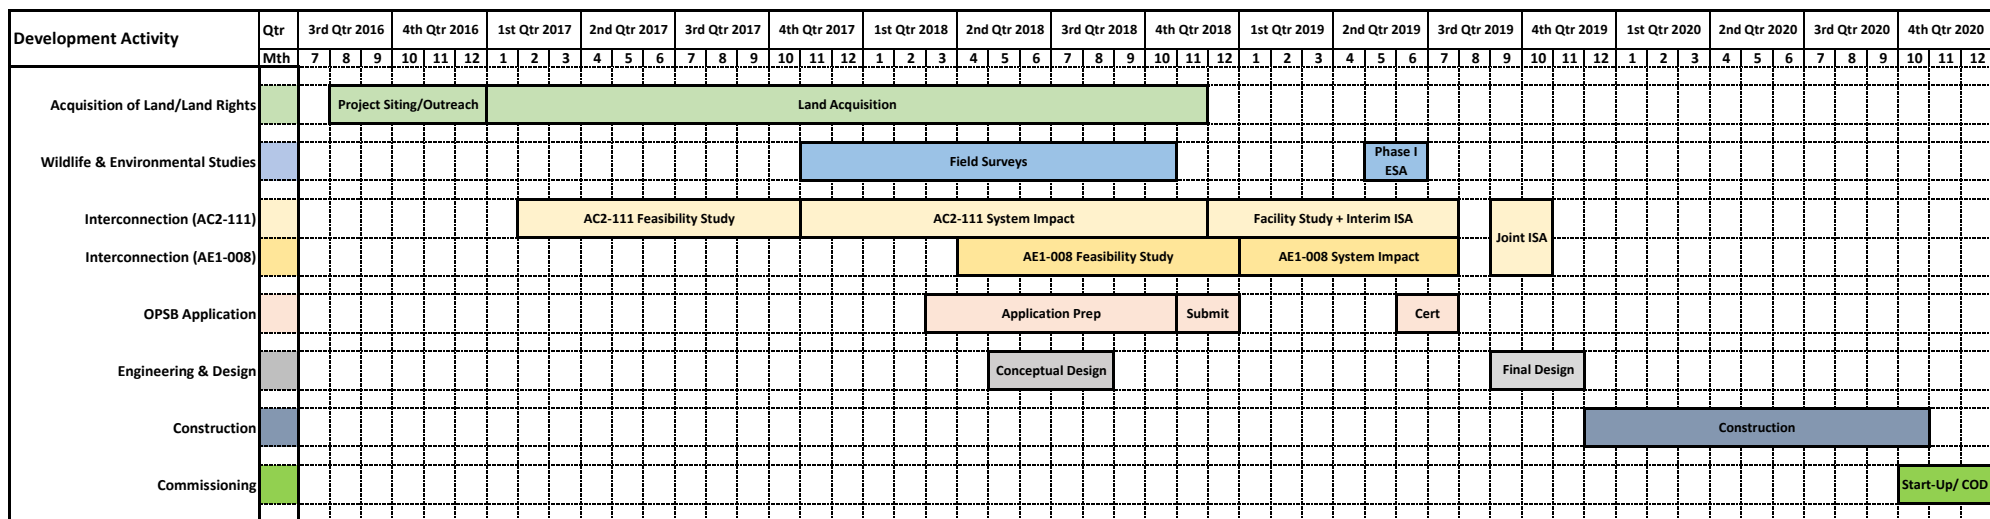 Development Activity
Qtr 3rd Qtr 2016 4th Qtr 2016 1st Qtr 2017 2nd Qtr 2017 3rd Qtr 2017 4th Qtr 2017 1st Qtr 2018 2nd Qtr 2018 3rd Qtr 2018 4th Qtr 2018 1st Qtr 2019 2nd Qtr 2019 3rd Qtr 2019 4th Qtr 2019 1st Qtr 2020 2nd Qtr 2020 3rd Qtr 2020 4th Qtr 2020
Mth 7 8 9 10 11 12 1 2 3 4 5 6 7 8 9 10 11 12 1 2 3 4 5 6 7 8 9 10 11 12 1 2 3 4 5 6 7 9 10 11 12 1 2 3 4 5 6 7 8 9 10 11 12
Acquisition of Land/Land Rights Project Siting/Outreach Land Acquisition
Wildlife & Environmental Studies Field Surveys Phase I
ESA
Interconnection (AC2-111) AC2-111 Feasibility Study AC2-111 System Impact Facility Study + Interim ISA
Joint ISA
Interconnection (AE1-008) AE1-008 Feasibility Study AE1-008 System Impact
OPSB Application Application Prep Submit Cert
Engineering & Design Conceptual Design Final Design
Construction Construction
Commissioning Start-Up/ COD